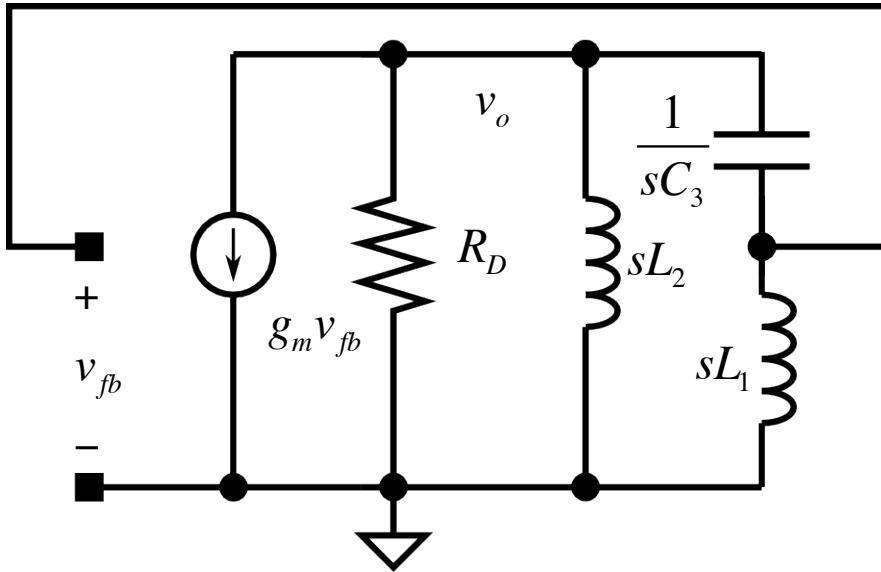 v_o
1
sC_3
R_D
sL_2
+
g_m v_fb
v_fb
sL_1
−